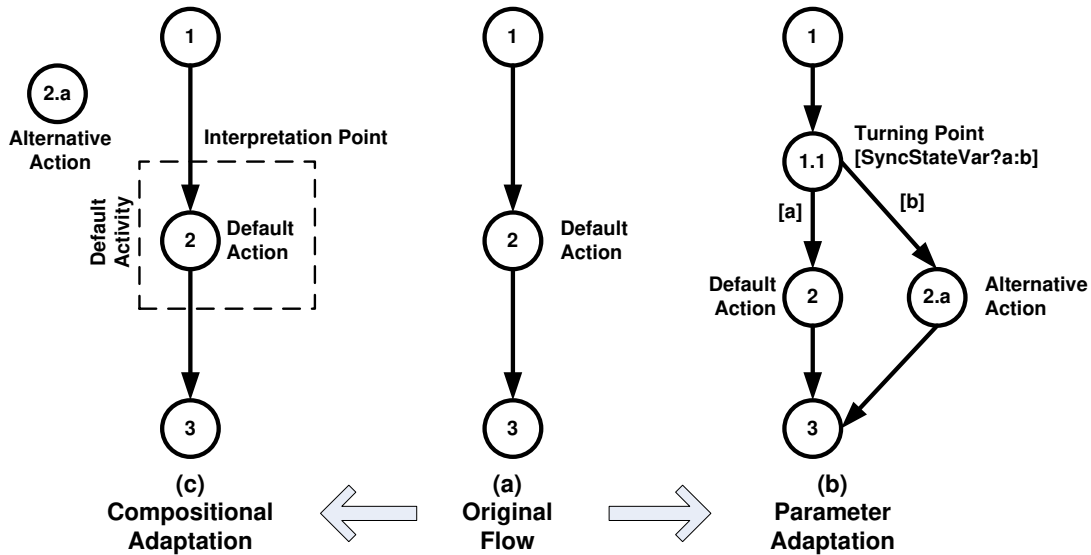 1
2.a
Alternative
Action
Interpretation Point
Default
Activity
2
Default
Action
3
(c)
Compositional
Adaptation
1
2
Default
Action
3
(a)
Original
Flow
1
1.1
Turning Point
[SyncStateVar?a:b]
[a]
[b]
Default
Action
2
2.a
Alternative
Action
3
(b)
Parameter
Adaptation